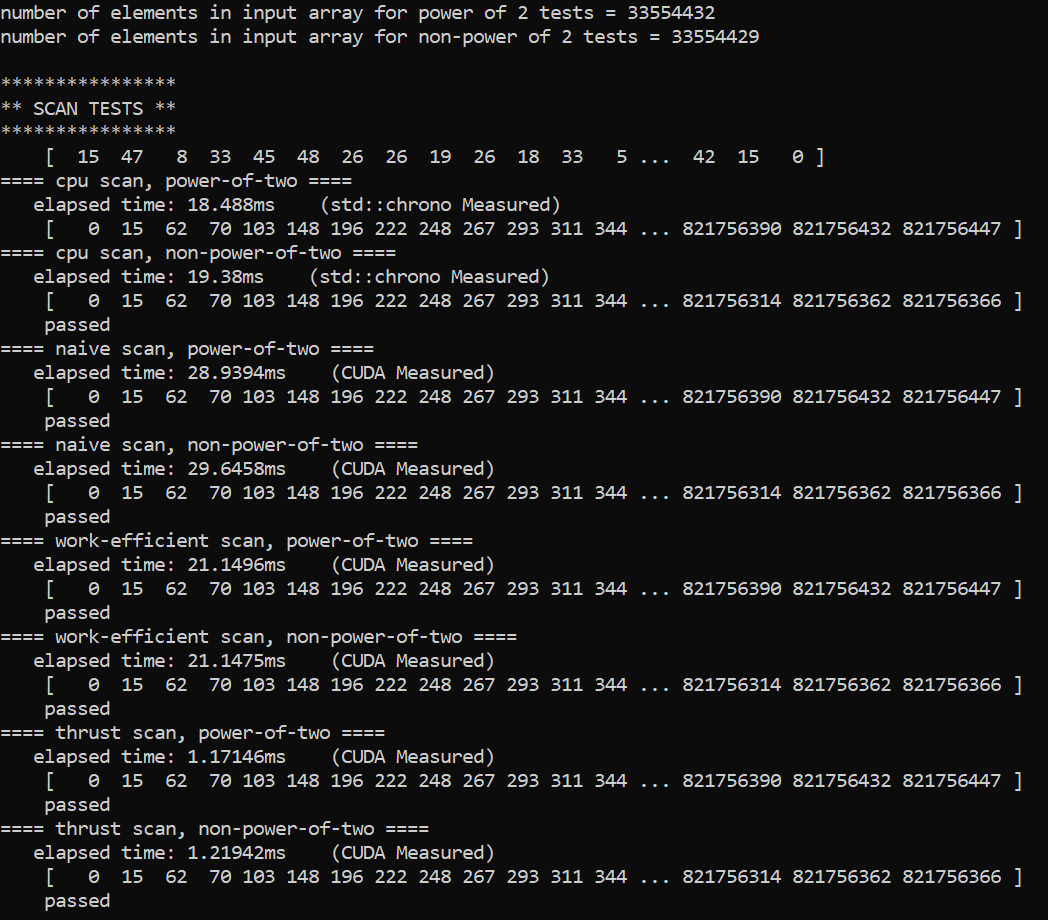 number of elements in input array for power of 2 tests = 33554432
number of elements in input array for non-power of 2 tests = 33554429
****************
** SCAN TESTS **
****************
[  15  47   8  33  45  48  26  26  19  26  18  33   5 ...  42  15   0 ]
==== cpu scan, power-of-two ====
elapsed time: 18.488ms    (std::chrono Measured)
[   0  15  62  70 103 148 196 222 248 267 293 311 344 ... 821756390 821756432 821756447 ]
==== cpu scan, non-power-of-two ====
elapsed time: 19.38ms    (std::chrono Measured)
[   0  15  62  70 103 148 196 222 248 267 293 311 344 ... 821756314 821756362 821756366 ]
passed
==== naive scan, power-of-two ====
elapsed time: 28.9394ms    (CUDA Measured)
[   0  15  62  70 103 148 196 222 248 267 293 311 344 ... 821756390 821756432 821756447 ]
passed
==== naive scan, non-power-of-two ====
elapsed time: 29.6458ms    (CUDA Measured)
[   0  15  62  70 103 148 196 222 248 267 293 311 344 ... 821756314 821756362 821756366 ]
passed
==== work-efficient scan, power-of-two ====
elapsed time: 21.1496ms    (CUDA Measured)
[   0  15  62  70 103 148 196 222 248 267 293 311 344 ... 821756390 821756432 821756447 ]
passed
==== work-efficient scan, non-power-of-two ====
elapsed time: 21.1475ms    (CUDA Measured)
[   0  15  62  70 103 148 196 222 248 267 293 311 344 ... 821756314 821756362 821756366 ]
passed
==== thrust scan, power-of-two ====
elapsed time: 1.17146ms    (CUDA Measured)
[   0  15  62  70 103 148 196 222 248 267 293 311 344 ... 821756390 821756432 821756447 ]
passed
==== thrust scan, non-power-of-two ====
elapsed time: 1.21942ms    (CUDA Measured)
[   0  15  62  70 103 148 196 222 248 267 293 311 344 ... 821756314 821756362 821756366 ]
passed